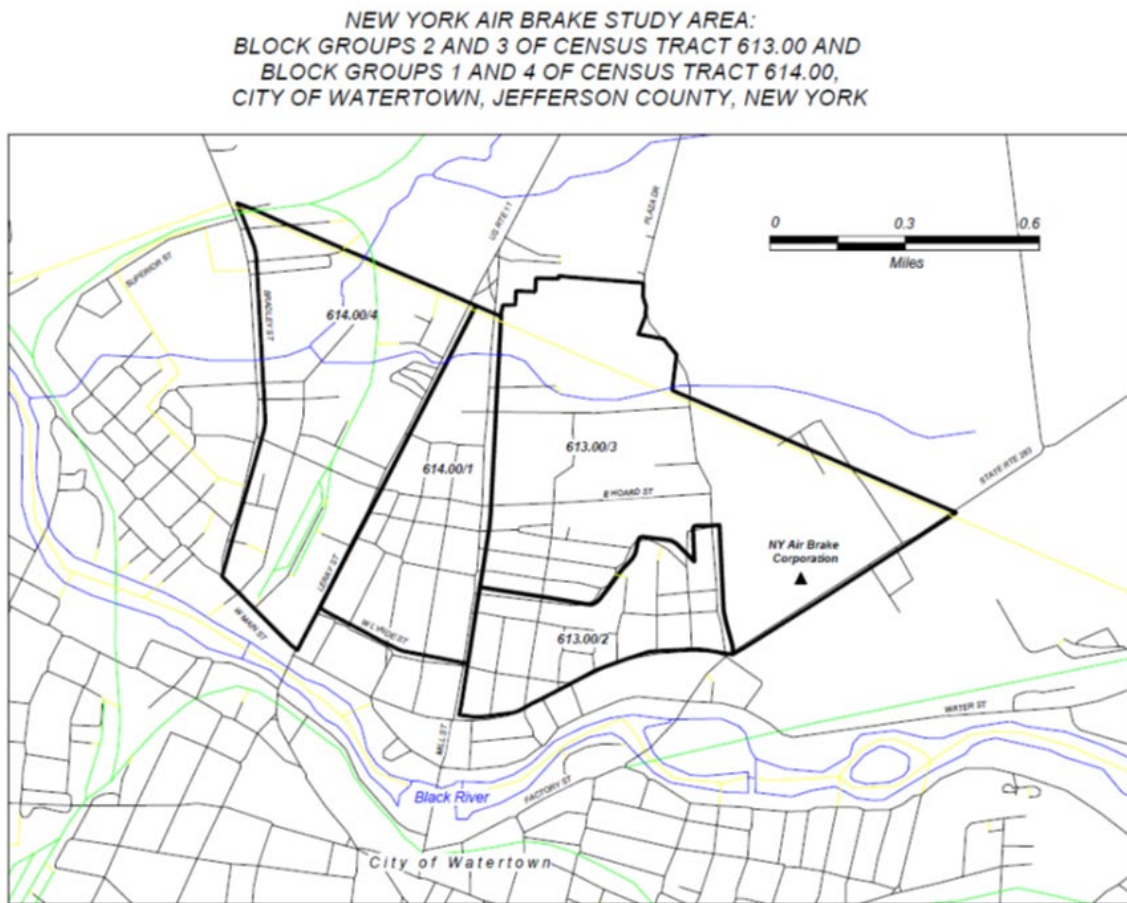 NEW YORK AIR BRAKE STUDY AREA:
BLOCK GROUPS 2 AND 3 OF CENSUS TRACT 613.00 AND
BLOCK GROUPS 1 AND 4 OF CENSUS TRACT 614.00,
CITY OF WATERTOWN, JEFFERSON COUNTY, NEW YORK
US RTE 11
PLAZA DR
0 0.3 0.6
Miles
SUPERIOR ST
BRADLEY ST
614.00/4
613.00/3
614.00/1
STATE RTE 283
E HOARD ST
NY Air Brake
Corporation
LERAY ST
W MAIN ST
W LYNDE ST
613.00/2
WATER ST
MILL ST
FACTORY ST
Black River
City of Watertown